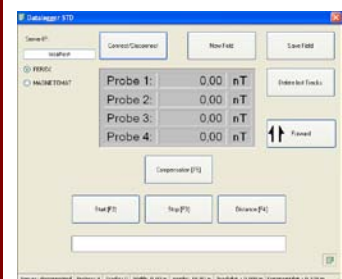 Datalogger STD
Server IP:
localhost
Connect/Disconnect
New Field
Save Field
FEREX
MAGNETOMAT
Probe 1: 0,00 nT
Probe 2: 0,00 nT
Probe 3: 0,00 nT
Probe 4: 0,00 nT
Delete last Tracks
Forward
Compensation [F5]
Start [F2]
Stop [F3]
Distance [F4]